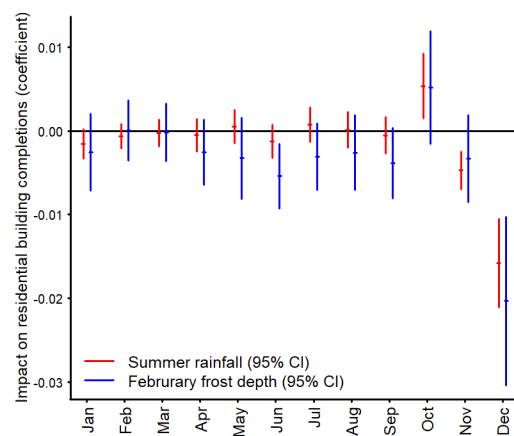 Impact on residential building completions (coefficient)
0.01
0.00
-0.01
-0.02
-0.03
Summer rainfall (95% CI)
Februrary frost depth (95% CI)
Jan
Feb
Mar
Apr
May
Jun
Jul
Aug
Sep
Oct
Nov
Dec